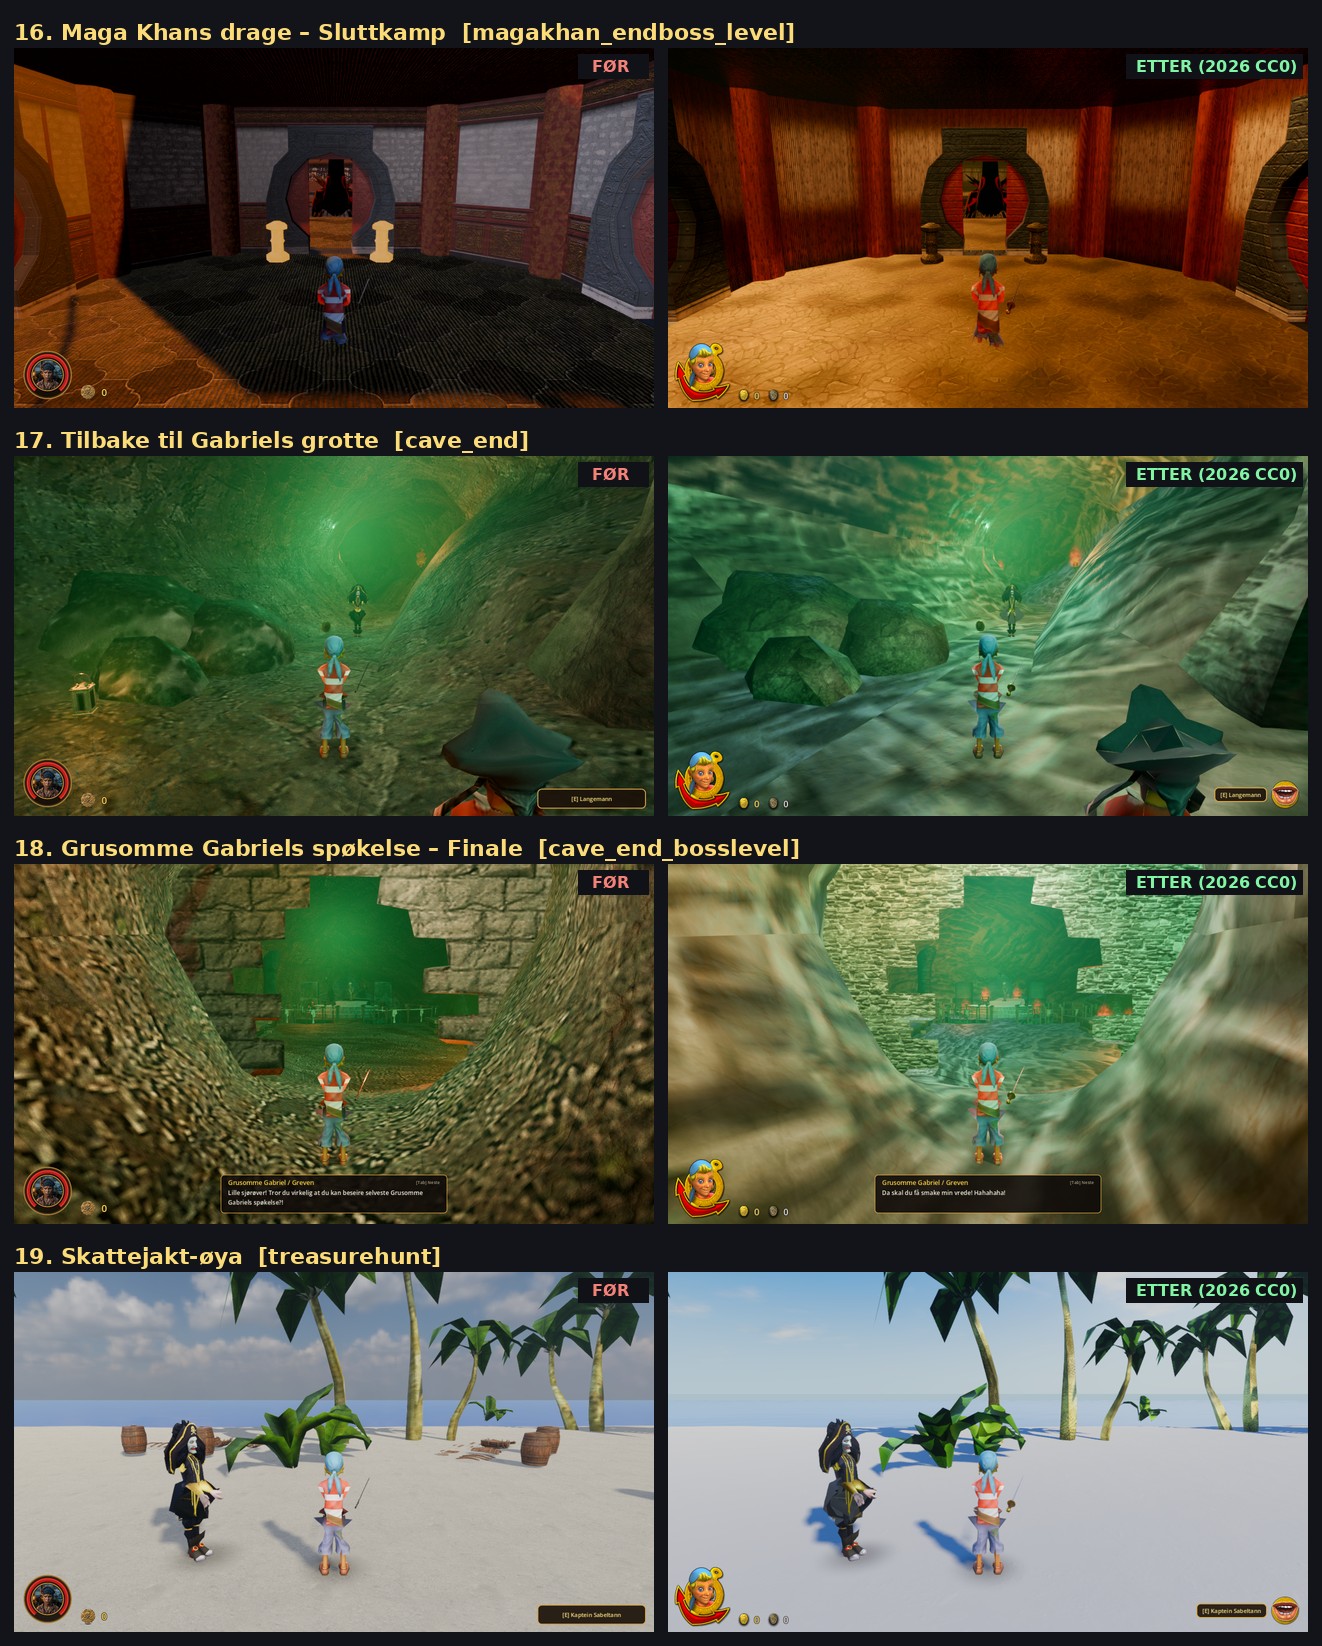 16. Maga Khans drage – Sluttkamp [magakhan_endboss_level]
FØR
ETTER (2026 CC0)
0
0 0
17. Tilbake til Gabriels grotte [cave_end]
FØR
ETTER (2026 CC0)
0
[E] Langemann
0 0
[E] Langemann
18. Grusomme Gabriels spøkelse – Finale [cave_end_bosslevel]
FØR
ETTER (2026 CC0)
Grusomme Gabriel / Greven
Lille sjørøver! Tror du virkelig at du kan beseire selveste Grusomme
Gabriels spøkelse?!
0
Grusomme Gabriel / Greven
Da skal du få smake min vrede! Hahahaha!
0 0
19. Skattejakt-øya [treasurehunt]
FØR
ETTER (2026 CC0)
0
[E] Kaptein Sabeltann
0 0
[E] Kaptein Sabeltann